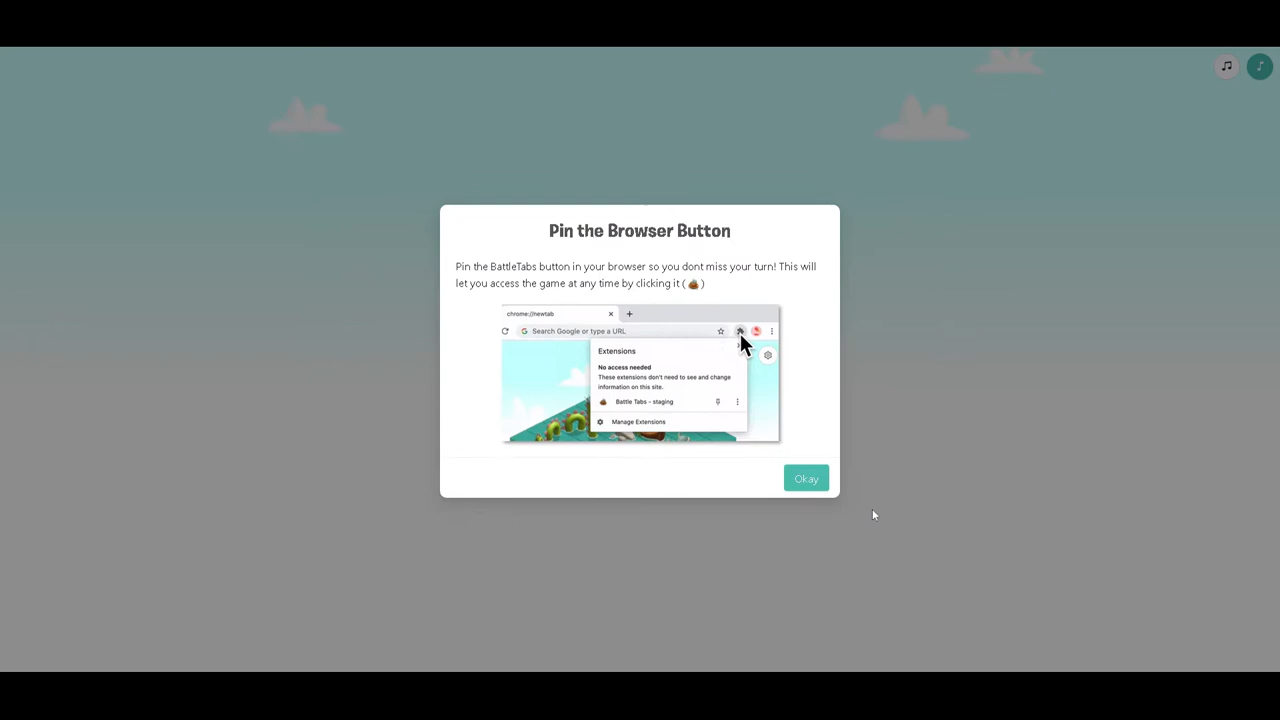 Pin the Browser Button
Pin the BattleTabs button in your browser so you dont miss your turn! This will
let you access the game at any time by clicking it ( )
chrome://newtab
Search Google or type a URL
Extensions
No access needed
These extensions don't need to see and change
information on this site.
Battle Tabs - staging
Manage Extensions
Okay